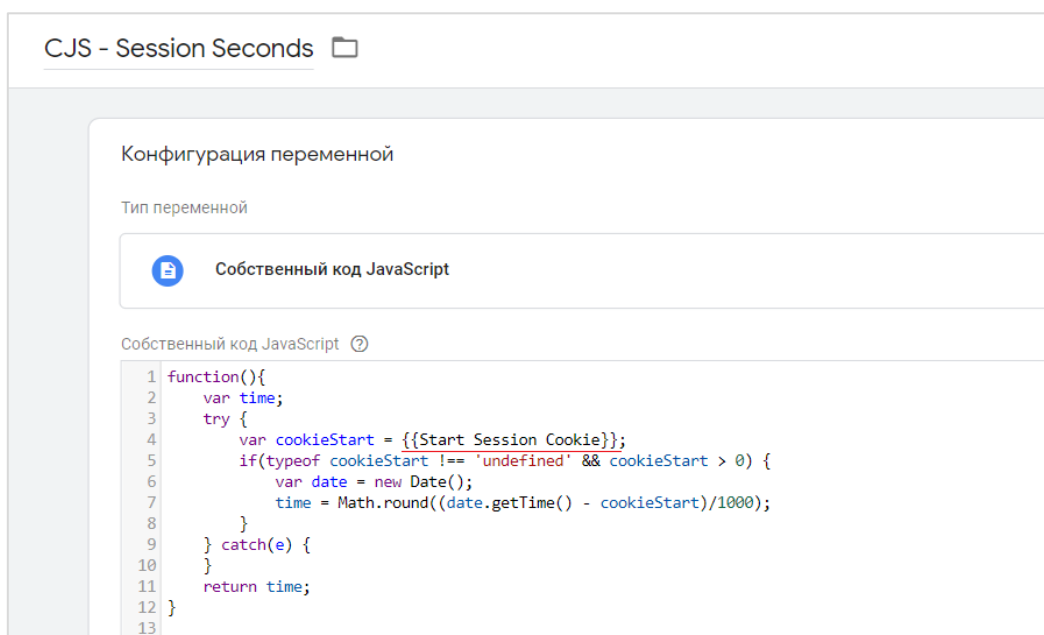 CJS - Session Seconds
Конфигурация переменной
Тип переменной
Собственный код JavaScript
Собственный код JavaScript ?
1 function(){
2     var time;
3     try {
4         var cookieStart = {{Start Session Cookie}};
5         if(typeof cookieStart !== 'undefined' && cookieStart > 0) {
6             var date = new Date();
7             time = Math.round((date.getTime() - cookieStart)/1000);
8         }
9     } catch(e) {
10     }
11     return time;
12 }
13